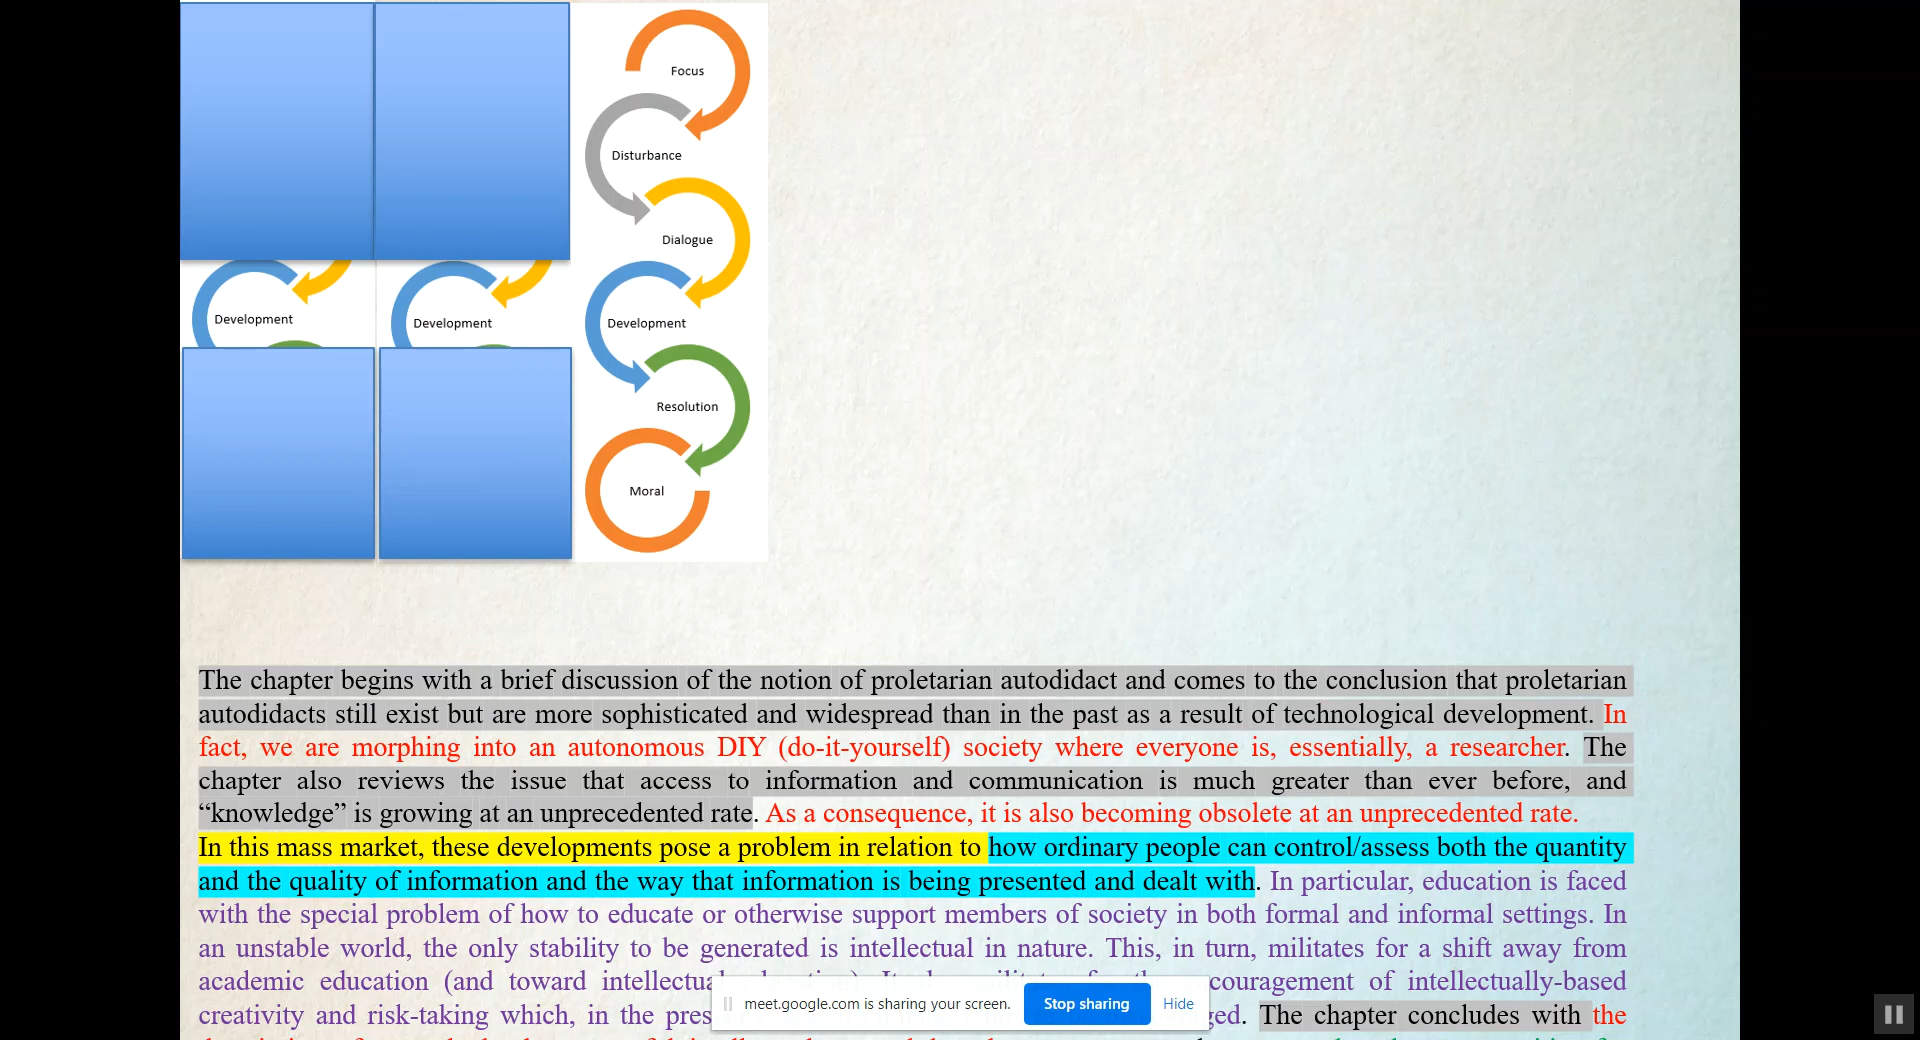 Focus
Disturbance
Dialogue
Development
Development
Development
Resolution
Moral
The chapter begins with a brief discussion of the notion of proletarian autodidact and comes to the conclusion that proletarian
autodidacts still exist but are more sophisticated and widespread than in the past as a result of technological development. In
fact, we are morphing into an autonomous DIY (do-it-yourself) society where everyone is, essentially, a researcher. The
chapter also reviews the issue that access to information and communication is much greater than ever before, and
“knowledge” is growing at an unprecedented rate. As a consequence, it is also becoming obsolete at an unprecedented rate.
In this mass market, these developments pose a problem in relation to how ordinary people can control/assess both the quantity
and the quality of information and the way that information is being presented and dealt with. In particular, education is faced
with the special problem of how to educate or otherwise support members of society in both formal and informal settings. In
an unstable world, the only stability to be generated is intellectual in nature. This, in turn, militates for a shift away from
academic education (and toward of intellectually-based
creativity and risk-taking which, in the The chapter concludes with the
meet.google.com is sharing your screen. Stop sharing Hide